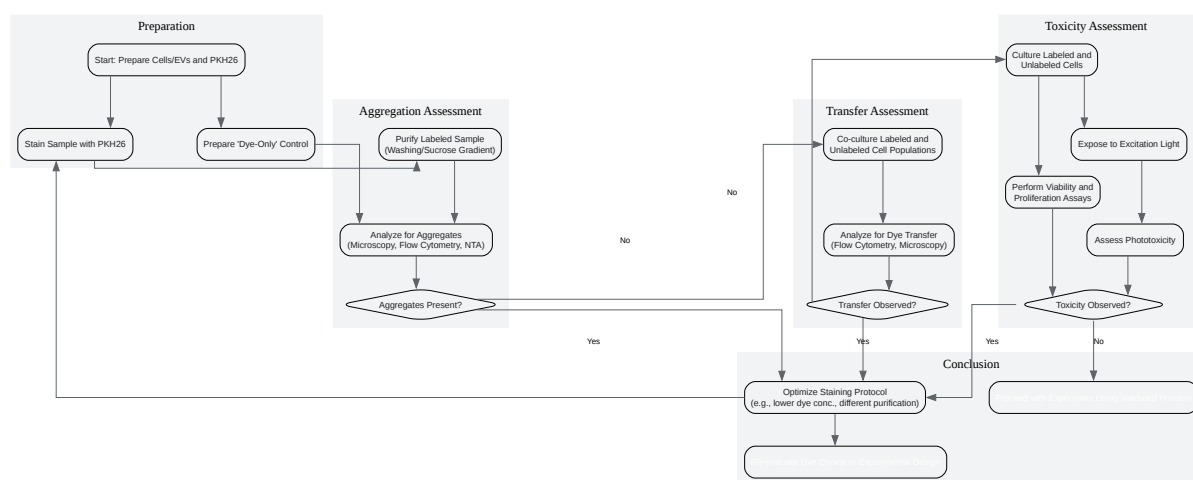 Preparation
Start: Prepare Cells/EVs and PKH26
Stain Sample with PKH26
Prepare 'Dye-Only' Control
Aggregation Assessment
Purify Labeled Sample
(Washing/Sucrose Gradient)
Analyze for Aggregates
(Microscopy, Flow Cytometry, NTA)
Aggregates Present?
No
No
Yes
Transfer Assessment
Co-culture Labeled and
Unlabeled Cell Populations
Analyze for Dye Transfer
(Flow Cytometry, Microscopy)
Transfer Observed?
Yes
Toxicity Assessment
Culture Labeled and
Unlabeled Cells
Expose to Excitation Light
Perform Viability and
Proliferation Assays
Assess Phototoxicity
Toxicity Observed?
Yes
No
Conclusion
Optimize Staining Protocol
(e.g., lower dye conc., different purification)